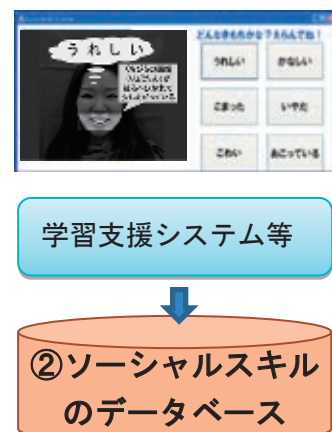 どんなきもちかな？えらんでね！
うれしい
うれしい
かなしい
こまった
いやだ
こわい
おこっている
学習支援システム等
②ソーシャルスキル
のデータベース